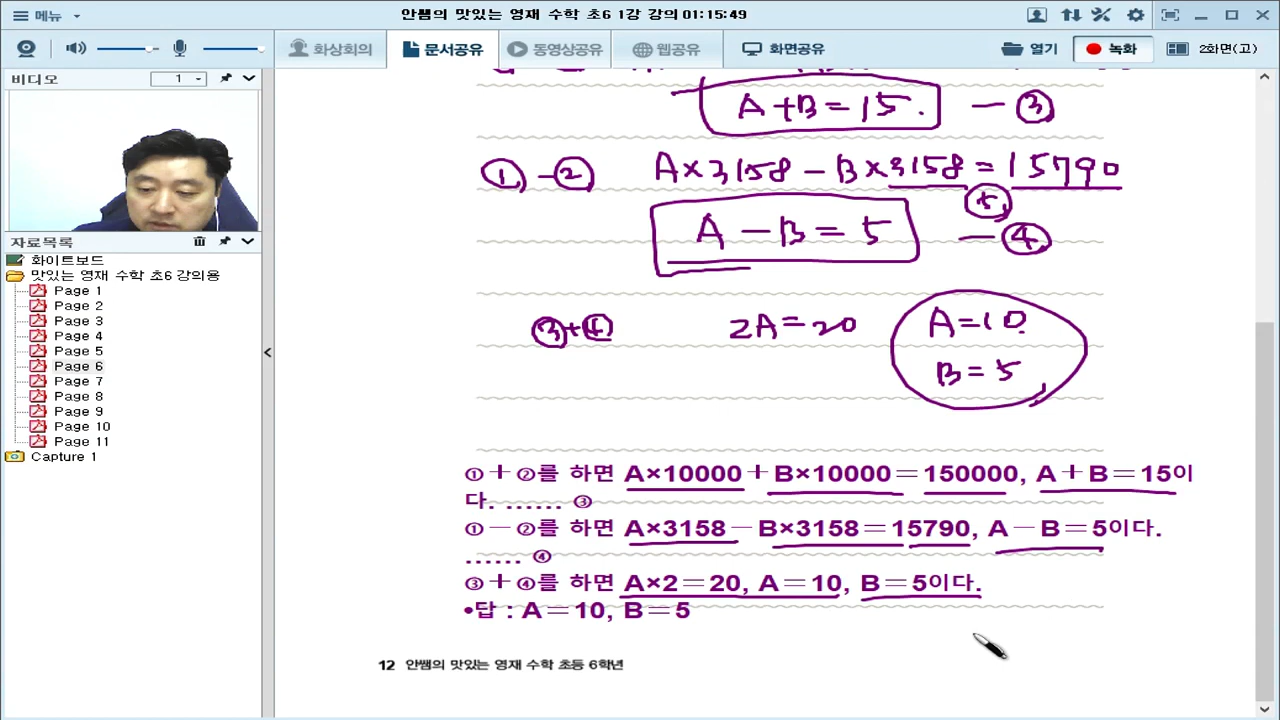 메뉴
안쌤의 맛있는 영재 수학 초6 1강 강의 01:15:49
화상회의 문서공유 동영상공유 웹공유 화면공유 열기 녹화 2화면(고)
비디오 1
자료목록
화이트보드
맛있는 영재 수학 초6 강의용
Page 1
Page 2
Page 3
Page 4
Page 5
Page 6
Page 7
Page 8
Page 9
Page 10
Page 11
Capture 1
A+B=15. — ③
①-② A×3158 - B×3158 = 15790
⑤
A - B = 5 — ④
③+④ 2A=20 A=10
B=5
①+②를 하면 A×10000+B×10000=150000, A+B=15이
다. …… ③
①-②를 하면 A×3158-B×3158=15790, A-B=5이다.
…… ④
③+④를 하면 A×2=20, A=10, B=5이다.
•답 : A=10, B=5
12 안쌤의 맛있는 영재 수학 초등 6학년